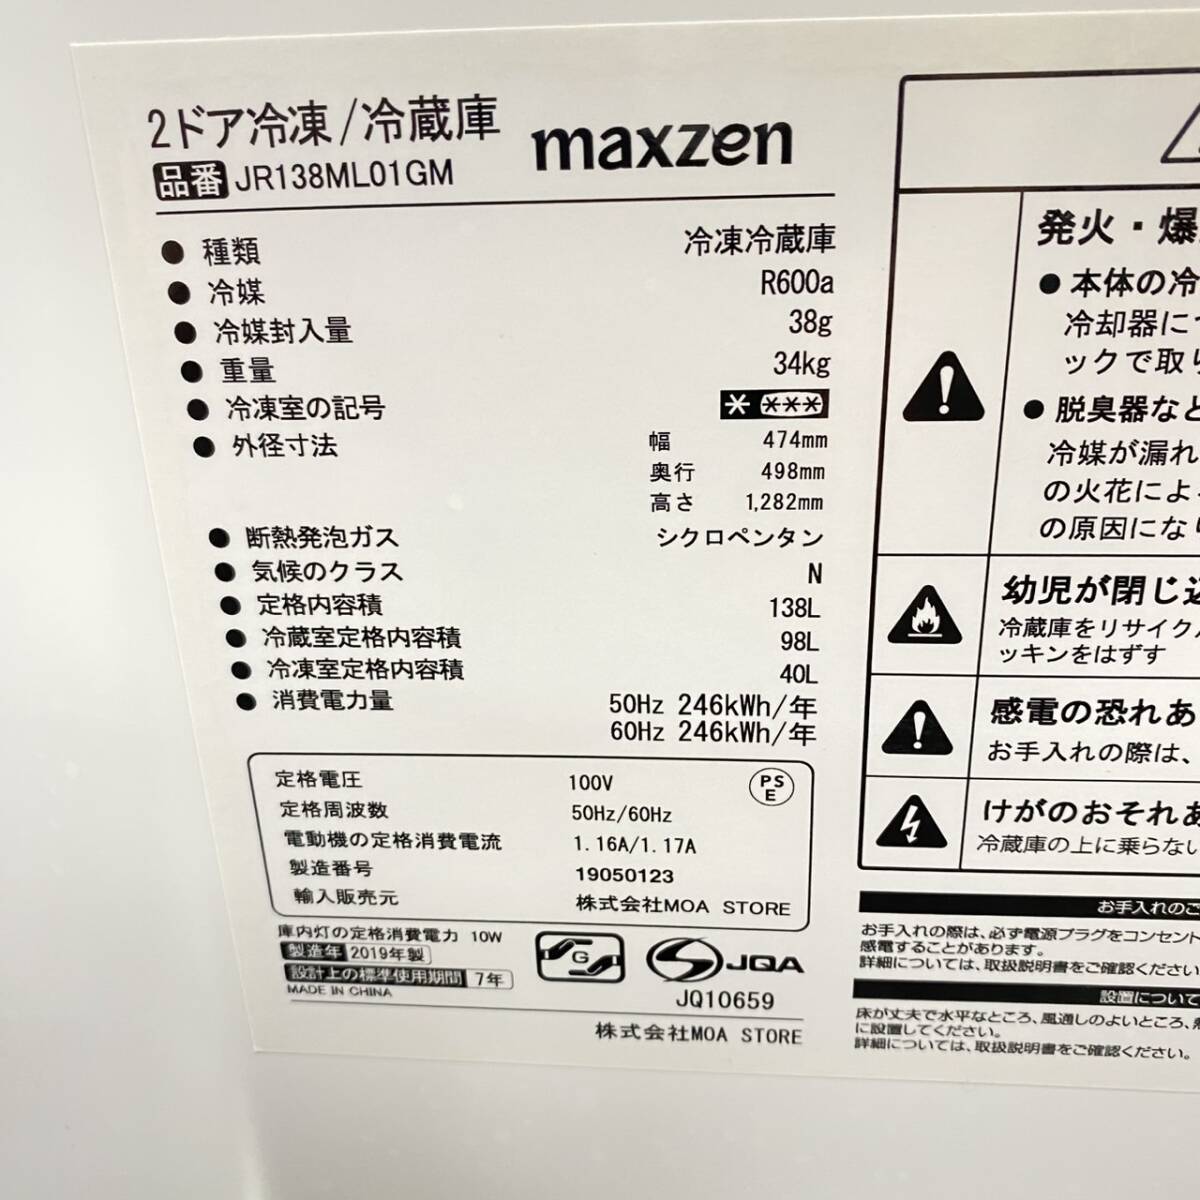 2ドア冷凍/冷蔵庫 maxzen
品番 JR138ML01GM
● 種類 冷凍冷蔵庫
● 冷媒 R600a
● 冷媒封入量 38g
● 重量 34kg
● 冷凍室の記号 * ***
● 外径寸法 幅 474mm
奥行 498mm
高さ 1,282mm
● 断熱発泡ガス シクロペンタン
● 気候のクラス N
● 定格内容積 138L
● 冷蔵室定格内容積 98L
● 冷凍室定格内容積 40L
● 消費電力量 50Hz 246kWh/年
60Hz 246kWh/年
定格電圧 100V PSE
定格周波数 50Hz/60Hz
電動機の定格消費電流 1.16A/1.17A
製造番号 19050123
輸入販売元 株式会社MOA STORE
庫内灯の定格消費電力 10W
製造年 2019年製
設計上の標準使用期間 7年
MADE IN CHINA
G
JQA
JQ10659
株式会社MOA STORE
発火・爆
● 本体の冷
冷却器に
ックで取り
● 脱臭器など
冷媒が漏れ
の火花によ
の原因にな
幼児が閉じ込
冷蔵庫をリサイクル
ッキンをはずす
感電の恐れあ
お手入れの際は、
けがのおそれあ
冷蔵庫の上に乗らない
お手入れのご
お手入れの際は、必ず電源プラグをコンセント
感電することがあります。
詳細については、取扱説明書をご確認ください
設置について
床が丈夫で水平なところ、風通しのよいところ、熱
に設置してください。
詳細については、取扱説明書をご確認ください。